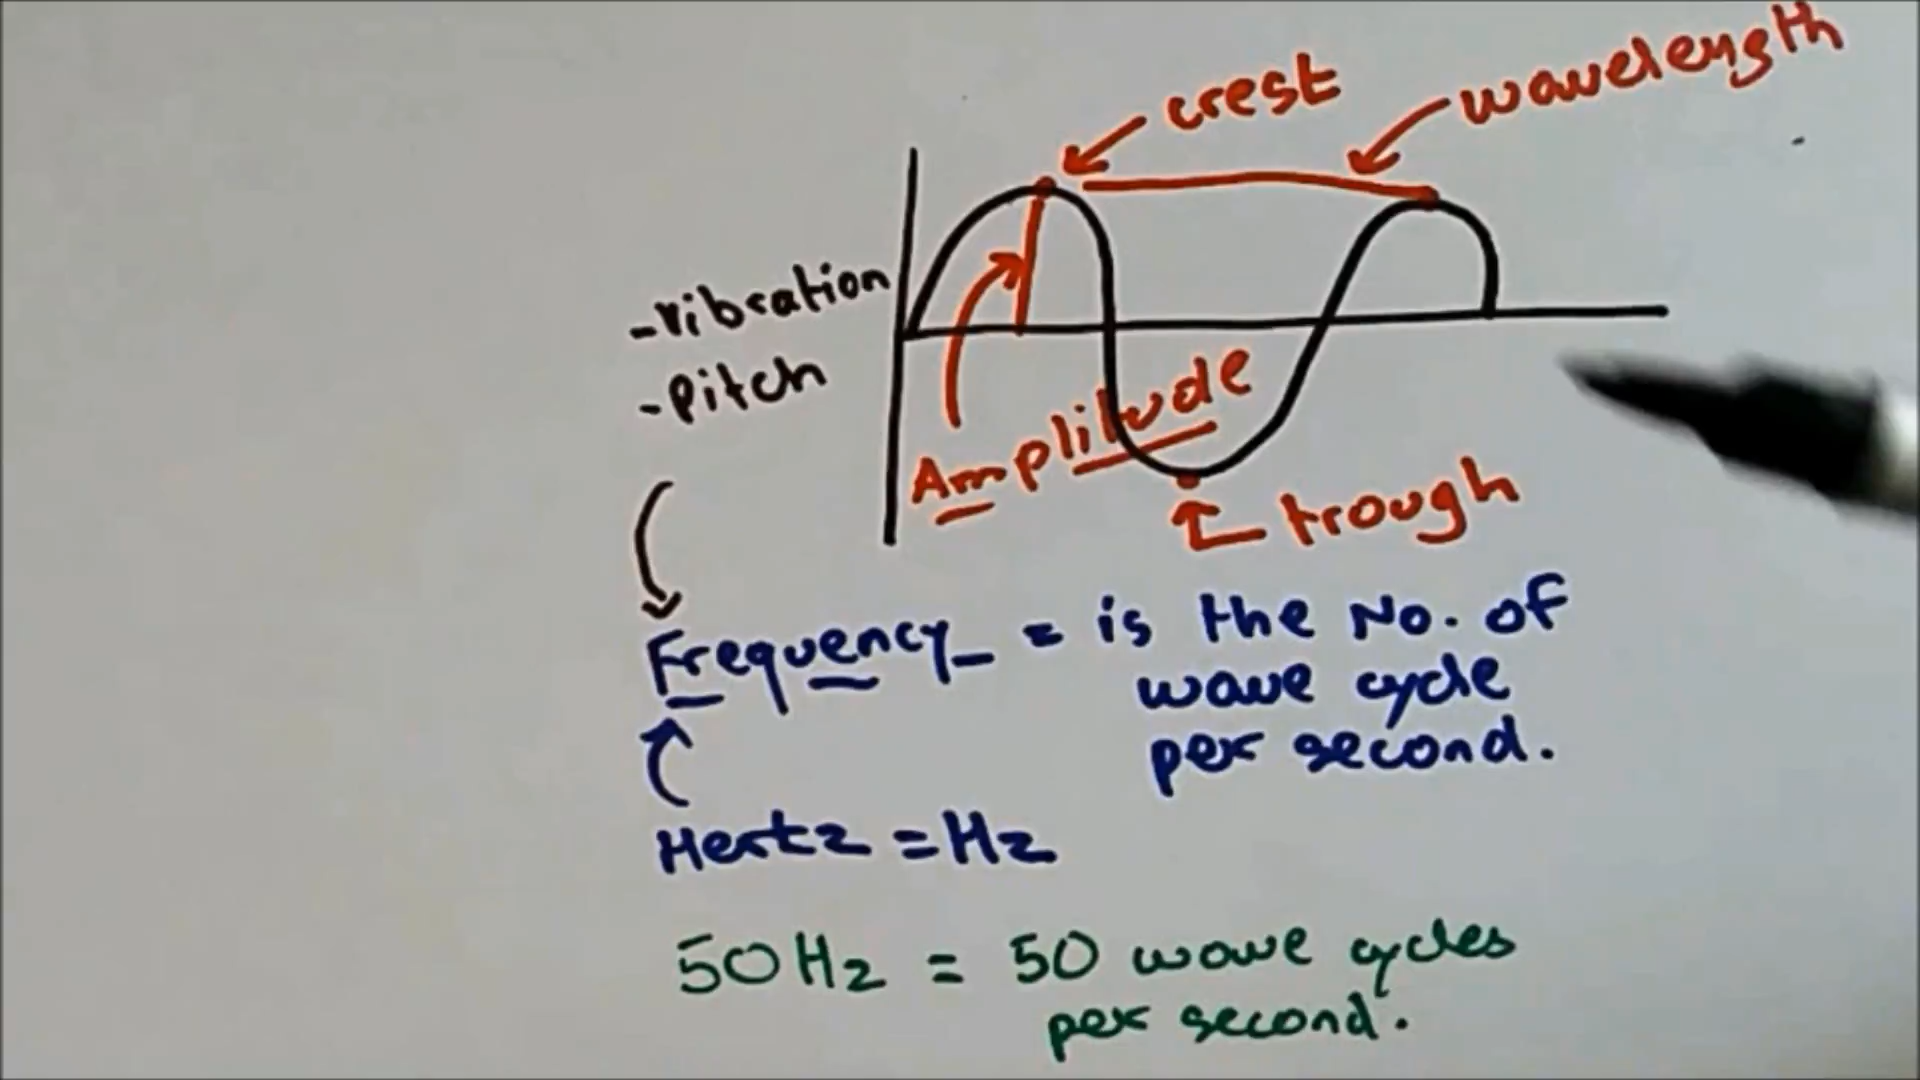 crest
wavelength
-vibration
-Pitch
Amplitude
trough
Frequency_ = is the No. of
wave cycle
per second.
Hertz = Hz
50 Hz = 50 wave cycles
per second.